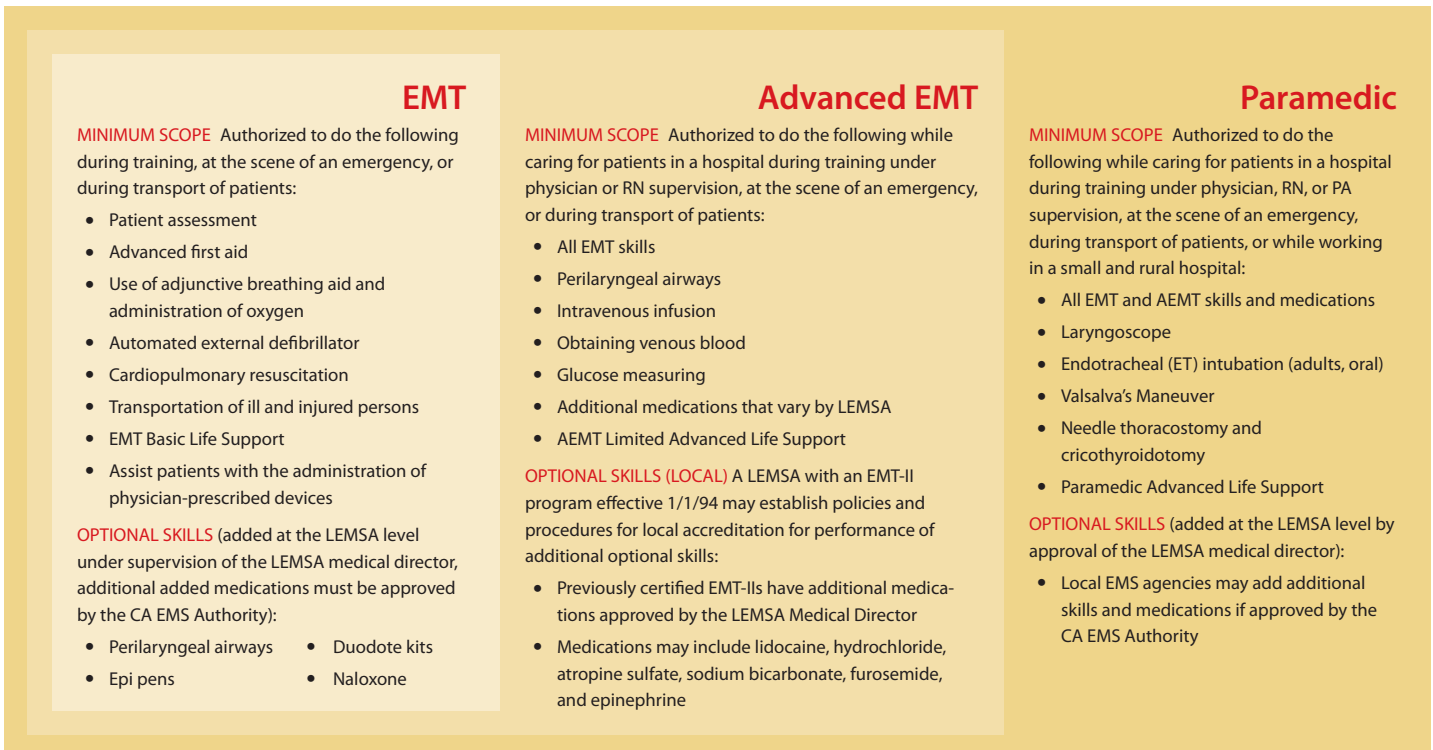 EMT
MINIMUM SCOPE Authorized to do the following
during training, at the scene of an emergency, or
during transport of patients:
• Patient assessment
• Advanced first aid
• Use of adjunctive breathing aid and
administration of oxygen
• Automated external defibrillator
• Cardiopulmonary resuscitation
• Transportation of ill and injured persons
• EMT Basic Life Support
• Assist patients with the administration of
physician-prescribed devices
OPTIONAL SKILLS (added at the LEMSA level
under supervision of the LEMSA medical director,
additional added medications must be approved
by the CA EMS Authority):
• Perilaryngeal airways • Duodote kits
• Epi pens • Naloxone
Advanced EMT
MINIMUM SCOPE Authorized to do the following while
caring for patients in a hospital during training under
physician or RN supervision, at the scene of an emergency,
or during transport of patients:
• All EMT skills
• Perilaryngeal airways
• Intravenous infusion
• Obtaining venous blood
• Glucose measuring
• Additional medications that vary by LEMSA
• AEMT Limited Advanced Life Support
OPTIONAL SKILLS (LOCAL) A LEMSA with an EMT-II
program effective 1/1/94 may establish policies and
procedures for local accreditation for performance of
additional optional skills:
• Previously certified EMT-IIs have additional medica-
tions approved by the LEMSA Medical Director
• Medications may include lidocaine, hydrochloride,
atropine sulfate, sodium bicarbonate, furosemide,
and epinephrine
Paramedic
MINIMUM SCOPE Authorized to do the
following while caring for patients in a hospital
during training under physician, RN, or PA
supervision, at the scene of an emergency,
during transport of patients, or while working
in a small and rural hospital:
• All EMT and AEMT skills and medications
• Laryngoscope
• Endotracheal (ET) intubation (adults, oral)
• Valsalva’s Maneuver
• Needle thoracostomy and
cricothyroidotomy
• Paramedic Advanced Life Support
OPTIONAL SKILLS (added at the LEMSA level by
approval of the LEMSA medical director):
• Local EMS agencies may add additional
skills and medications if approved by the
CA EMS Authority